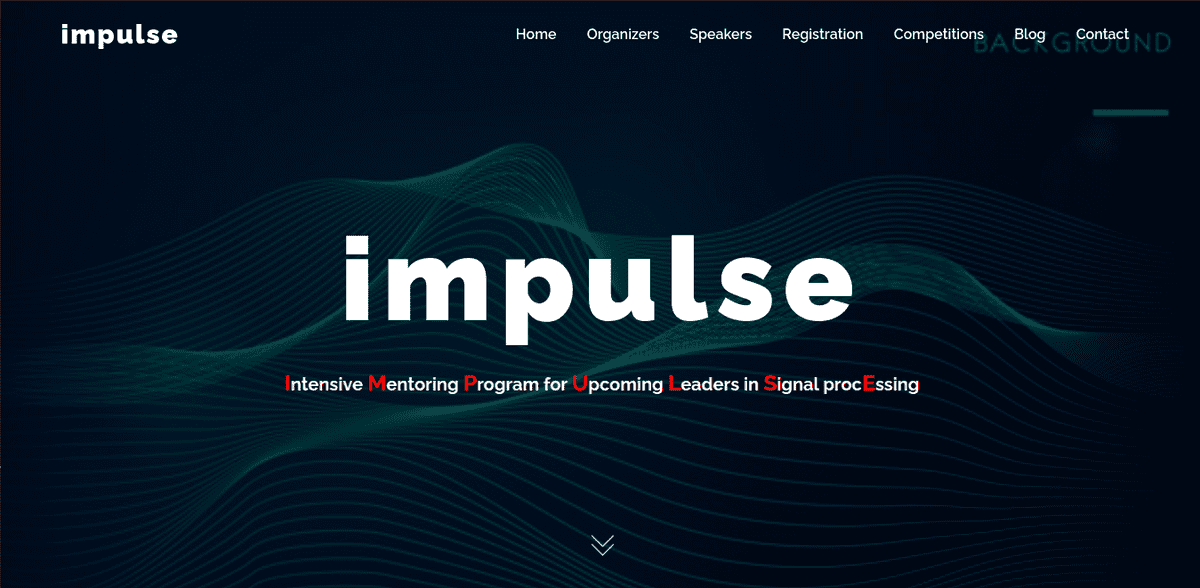 impulse
Home Organizers Speakers Registration Competitions Blog Contact
BACKGROUND
impulse
Intensive Mentoring Program for Upcoming Leaders in Signal procEssing